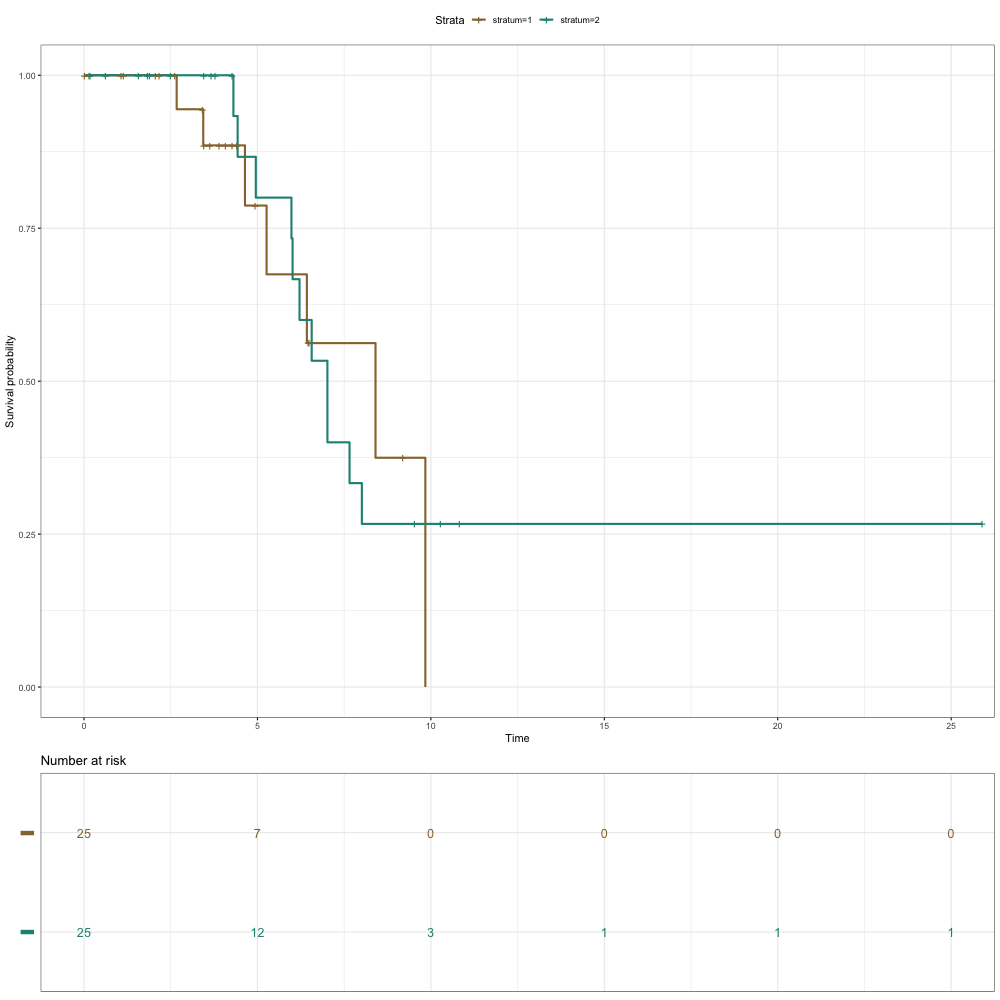 Strata stratum=1 stratum=2
1.00
0.75
0.50
0.25
0.00
Survival probability
0 5 10 15 20 25
Time
Number at risk
25 7 0 0 0 0
25 12 3 1 1 1